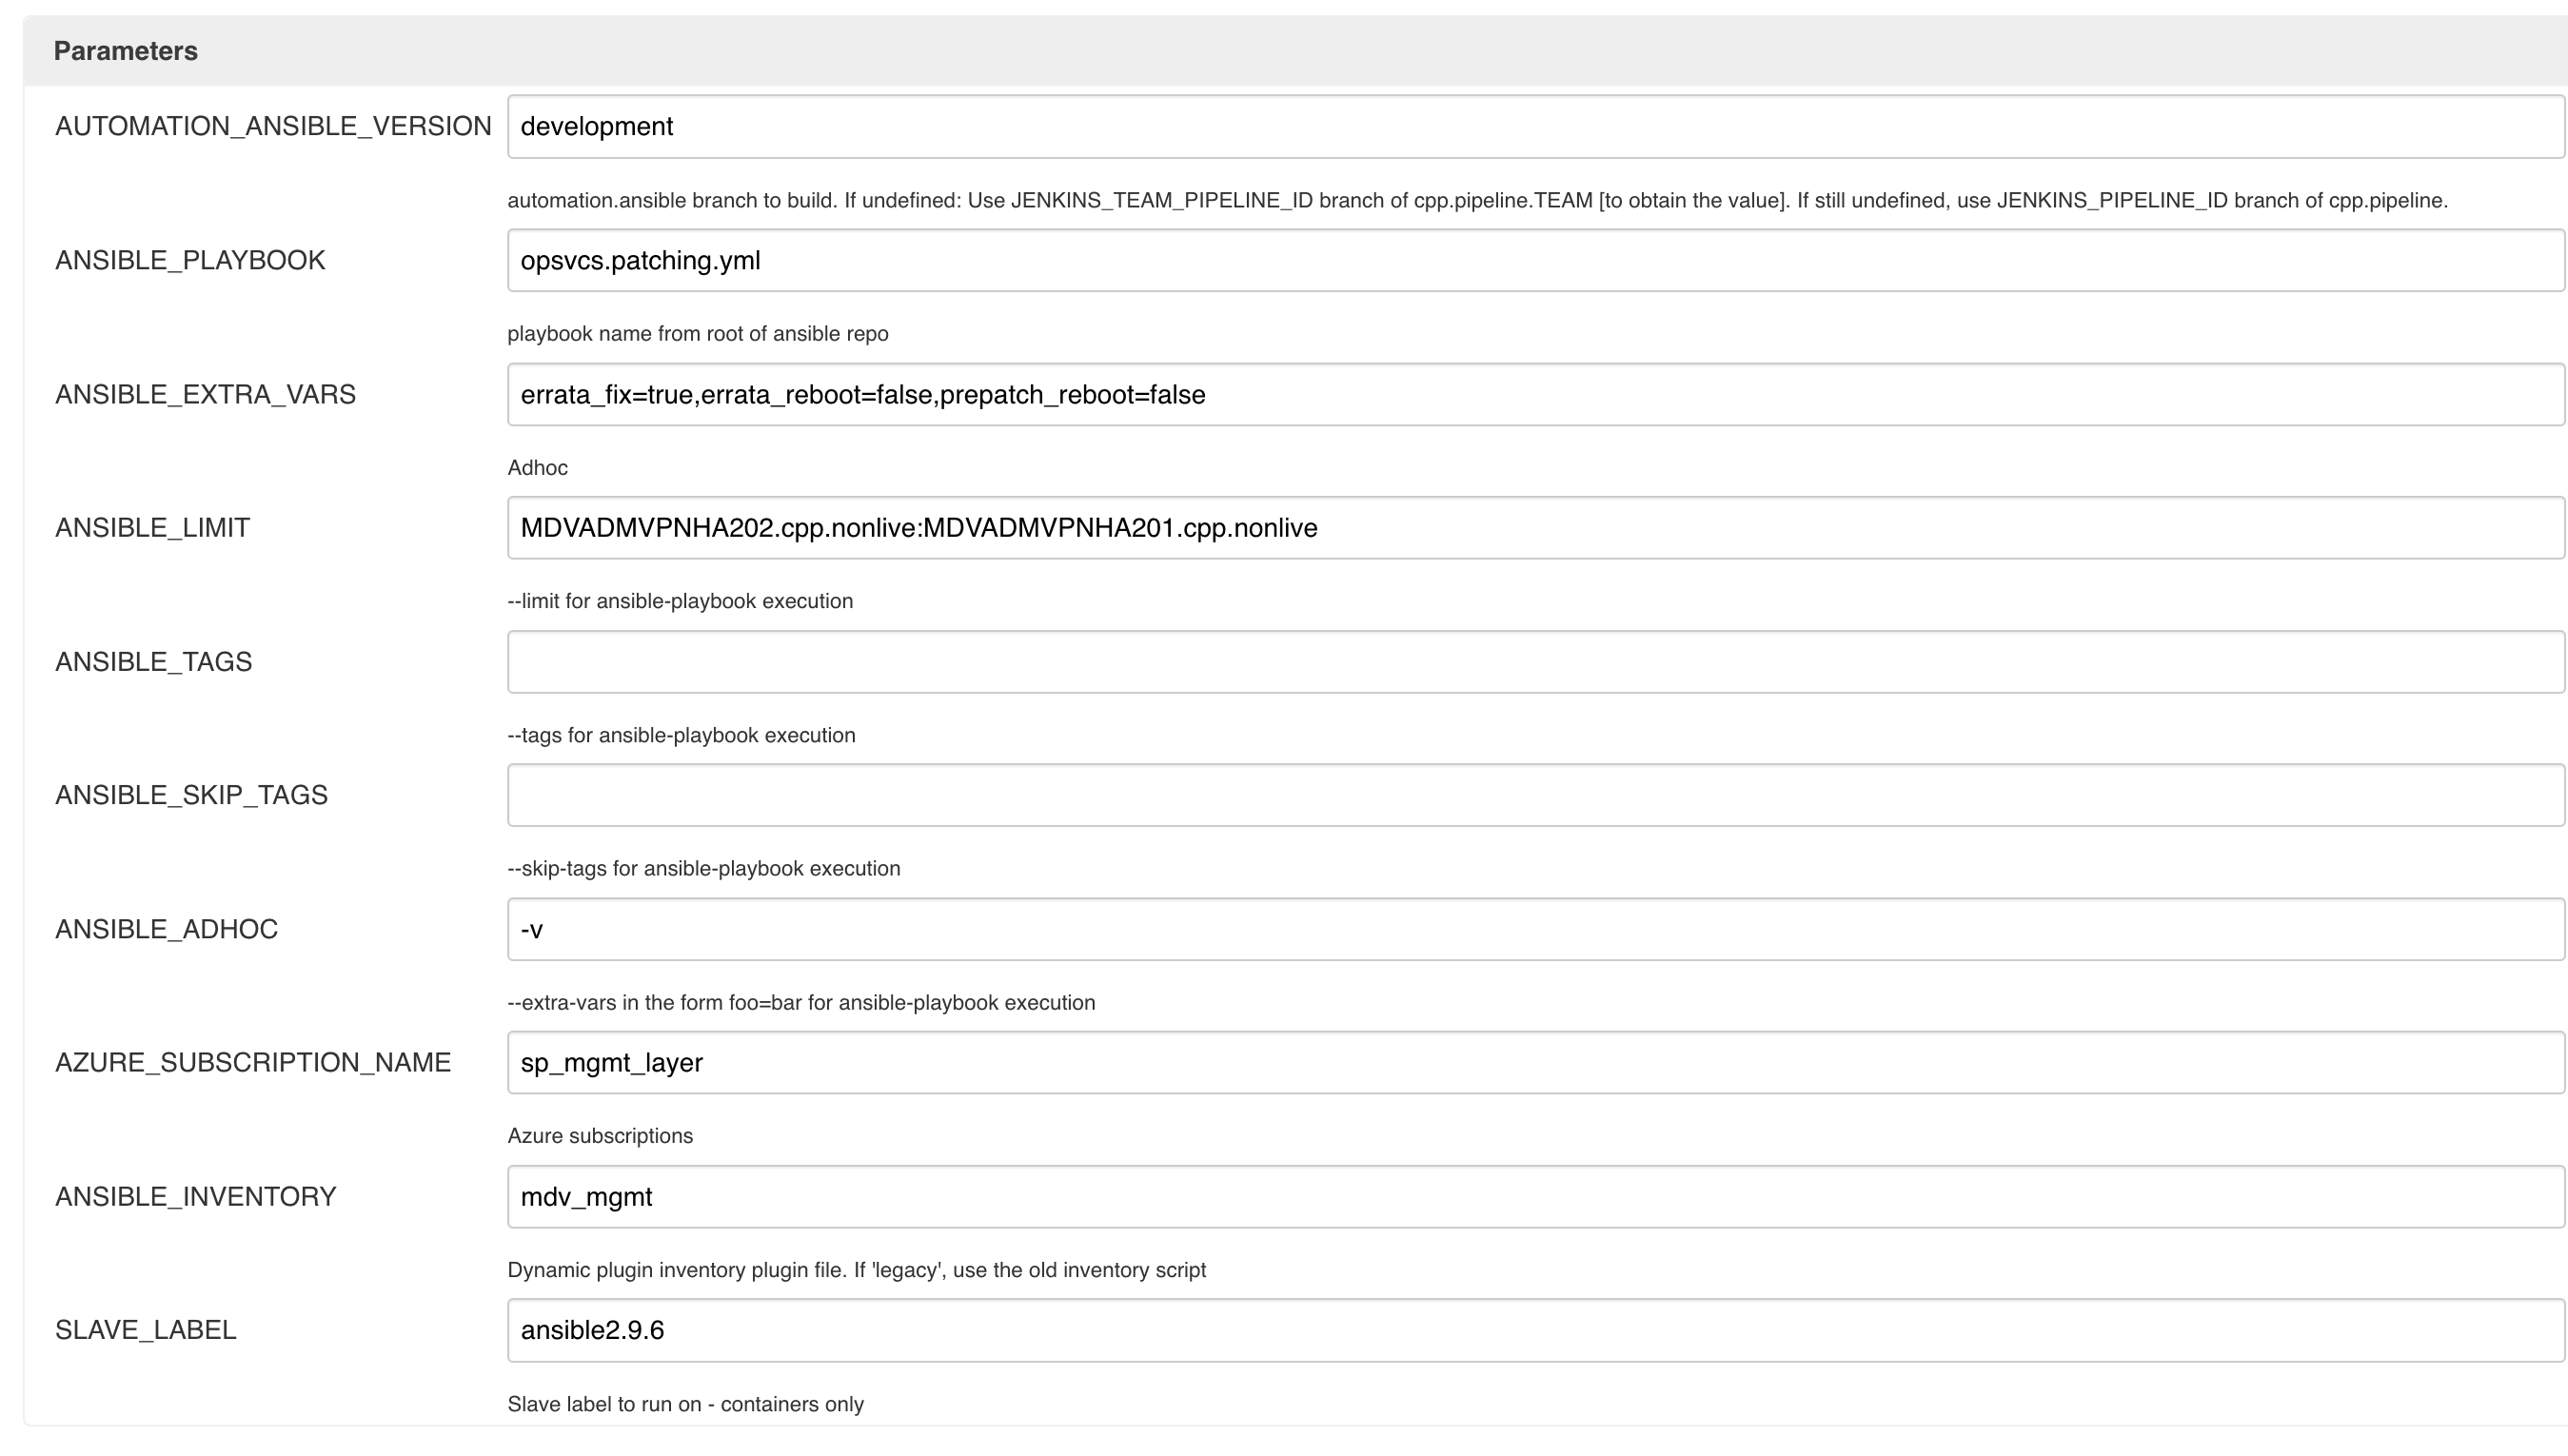 Parameters
AUTOMATION_ANSIBLE_VERSION development
automation.ansible branch to build. If undefined: Use JENKINS_TEAM_PIPELINE_ID branch of cpp.pipeline.TEAM [to obtain the value]. If still undefined, use JENKINS_PIPELINE_ID branch of cpp.pipeline.
ANSIBLE_PLAYBOOK opsvcs.patching.yml
playbook name from root of ansible repo
ANSIBLE_EXTRA_VARS errata_fix=true,errata_reboot=false,prepatch_reboot=false
Adhoc
ANSIBLE_LIMIT MDVADMVPNHA202.cpp.nonlive:MDVADMVPNHA201.cpp.nonlive
--limit for ansible-playbook execution
ANSIBLE_TAGS
--tags for ansible-playbook execution
ANSIBLE_SKIP_TAGS
--skip-tags for ansible-playbook execution
ANSIBLE_ADHOC -v
--extra-vars in the form foo=bar for ansible-playbook execution
AZURE_SUBSCRIPTION_NAME sp_mgmt_layer
Azure subscriptions
ANSIBLE_INVENTORY mdv_mgmt
Dynamic plugin inventory plugin file. If 'legacy', use the old inventory script
SLAVE_LABEL ansible2.9.6
Slave label to run on - containers only